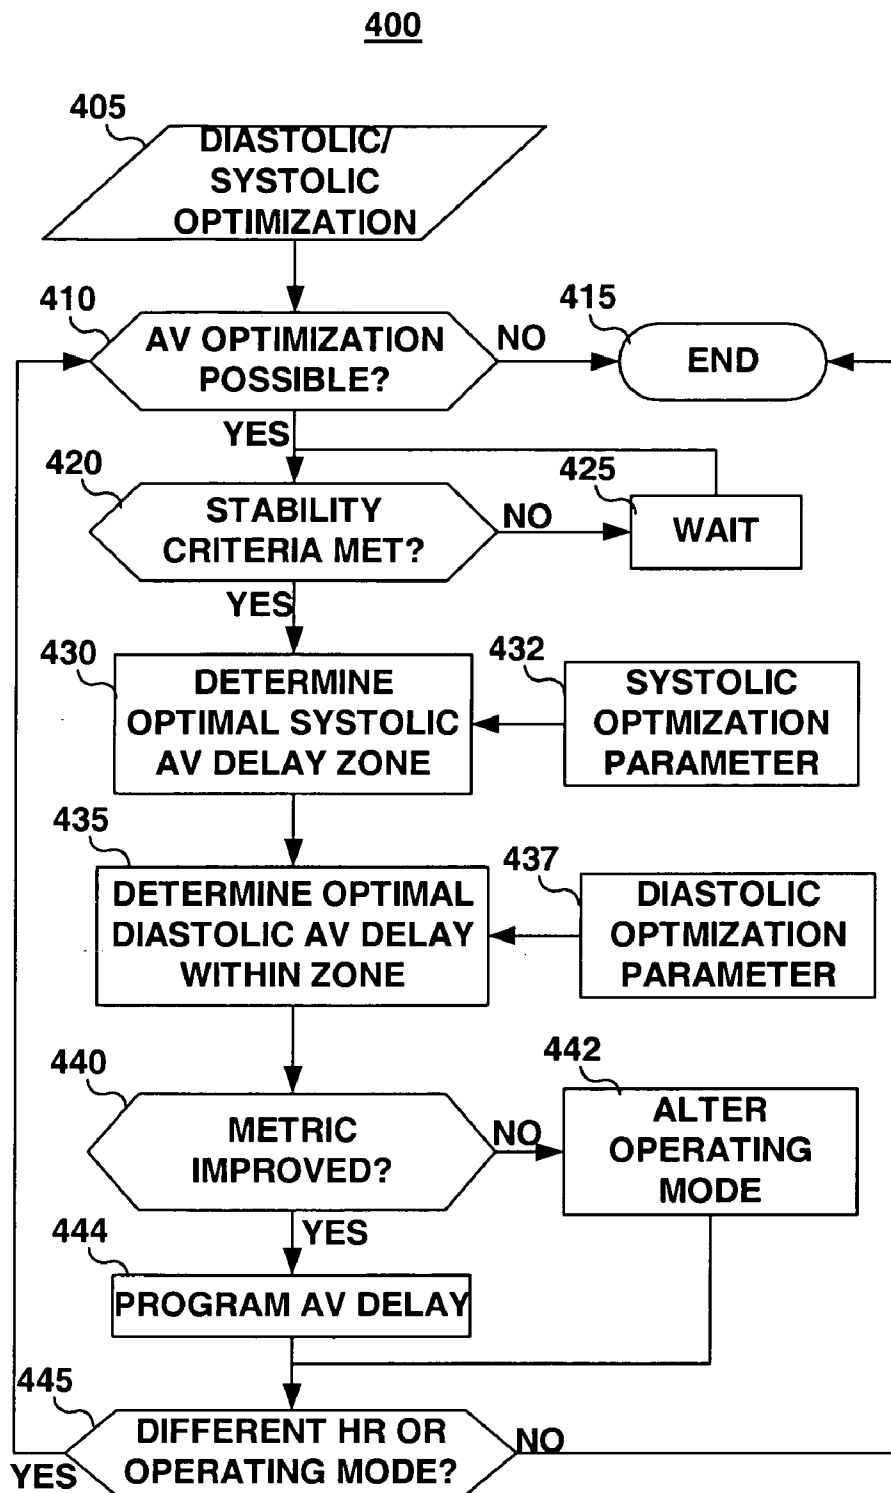 400
405
DIASTOLIC/
SYSTOLIC
OPTIMIZATION
410
AV OPTIMIZATION
POSSIBLE?
NO
415
END
YES
420
STABILITY
CRITERIA MET?
NO
425
WAIT
YES
430
DETERMINE
OPTIMAL SYSTOLIC
AV DELAY ZONE
432
SYSTOLIC
OPTMIZATION
PARAMETER
435
DETERMINE OPTIMAL
DIASTOLIC AV DELAY
WITHIN ZONE
437
DIASTOLIC
OPTMIZATION
PARAMETER
440
METRIC
IMPROVED?
NO
442
ALTER
OPERATING
MODE
YES
444
PROGRAM AV DELAY
445
DIFFERENT HR OR
OPERATING MODE?
NO
YES